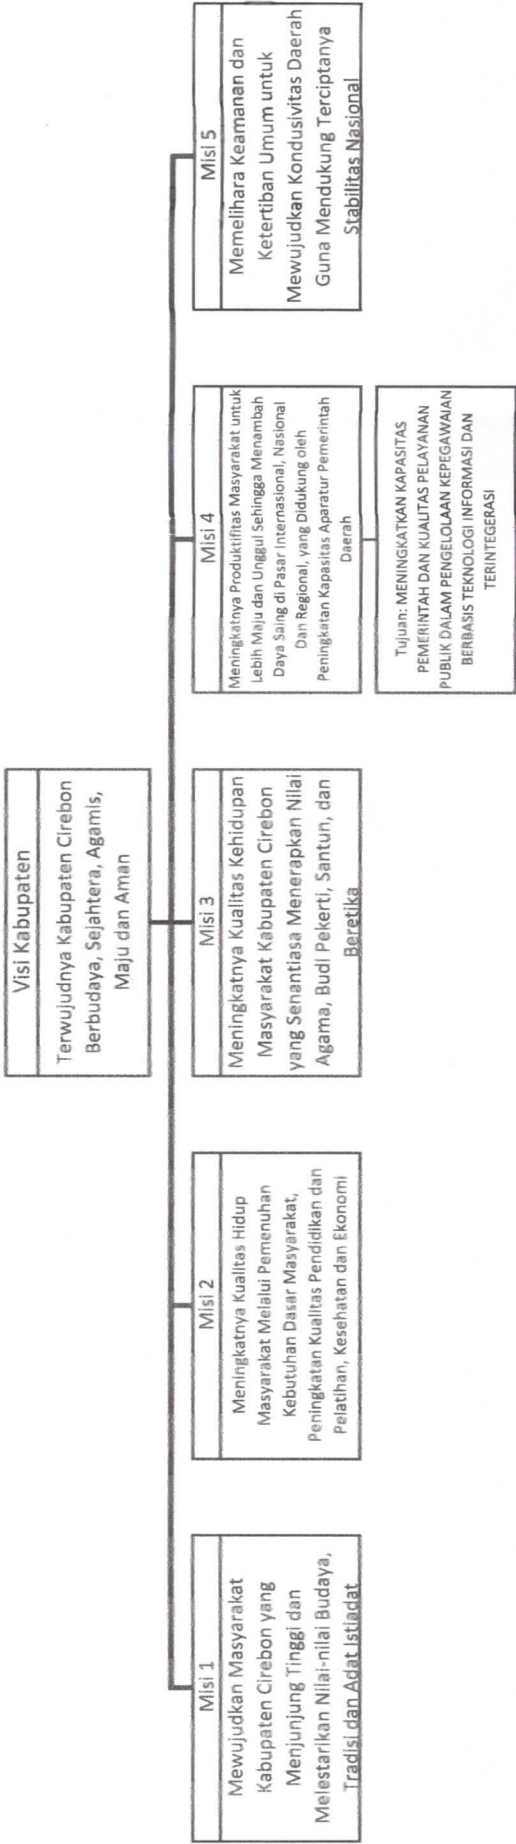 Visi Kabupaten
Terwujudnya Kabupaten Cirebon
Berbudaya, Sejahtera, Agamis,
Maju dan Aman
Misi 1
Mewujudkan Masyarakat
Kabupaten Cirebon yang
Menjunjung Tinggi dan
Melestarikan Nilai-nilai Budaya,
Tradisi dan Adat Istiadat
Misi 2
Meningkatnya Kualitas Hidup
Masyarakat Melalui Pemenuhan
Kebutuhan Dasar Masyarakat,
Peningkatan Kualitas Pendidikan dan
Pelatihan, Kesehatan dan Ekonomi
Misi 3
Meningkatnya Kualitas Kehidupan
Masyarakat Kabupaten Cirebon
yang Senantiasa Menerapkan Nilai
Agama, Budi Pekerti, Santun, dan
Beretika
Misi 4
Meningkatnya Produktifitas Masyarakat untuk
Lebih Maju dan Unggul Sehingga Menambah
Daya Saing di Pasar Internasional, Nasional
Dan Regional, yang Didukung oleh
Peningkatan Kapasitas Aparatur Pemerintah
Daerah
Tujuan: MENINGKATKAN KAPASITAS
PEMERINTAH DAN KUALITAS PELAYANAN
PUBLIK DALAM PENGELOLAAN KEPEGAWAIAN
BERBASIS TEKNOLOGI INFORMASI DAN
TERINTEGERASI
Misi 5
Memelihara Keamanan dan
Ketertiban Umum untuk
Mewujudkan Kondusivitas Daerah
Guna Mendukung Terciptanya
Stabilitas Nasional